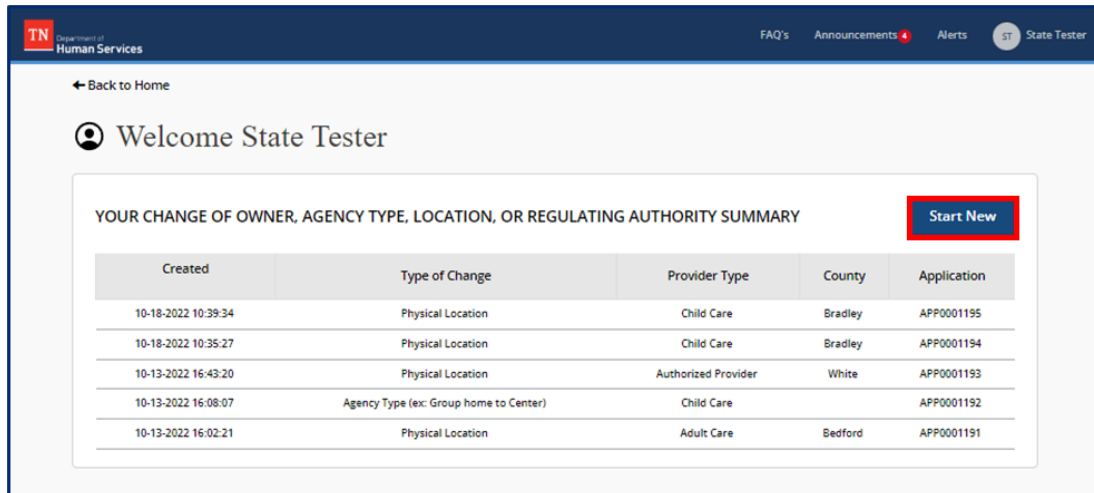 TN Department of
Human Services
FAQ's Announcements 4 Alerts ST State Tester
Back to Home
Welcome State Tester
YOUR CHANGE OF OWNER, AGENCY TYPE, LOCATION, OR REGULATING AUTHORITY SUMMARY Start New
Created Type of Change Provider Type County Application
10-18-2022 10:39:34 Physical Location Child Care Bradley APP0001195
10-18-2022 10:35:27 Physical Location Child Care Bradley APP0001194
10-13-2022 16:43:20 Physical Location Authorized Provider White APP0001193
10-13-2022 16:08:07 Agency Type (ex: Group home to Center) Child Care APP0001192
10-13-2022 16:02:21 Physical Location Adult Care Bedford APP0001191